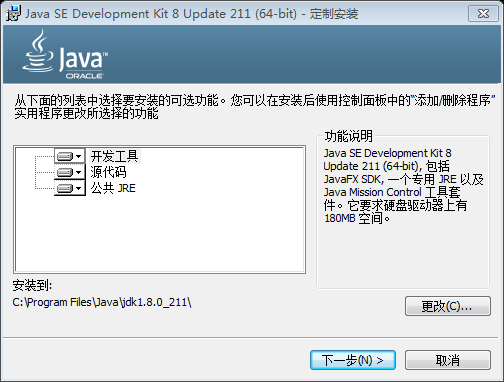 Java SE Development Kit 8 Update 211 (64-bit) - 定制安装
Java™
ORACLE
从下面的列表中选择要安装的可选功能。您可以在安装后使用控制面板中的“添加/删除程序”
实用程序更改所选择的功能
开发工具
源代码
公共 JRE
功能说明
Java SE Development Kit 8
Update 211 (64-bit), 包括
JavaFX SDK, 一个专用 JRE 以及
Java Mission Control 工具套
件。它要求硬盘驱动器上有
180MB 空间。
安装到:
C:\Program Files\Java\jdk1.8.0_211\
更改(C)...
下一步(N) >
取消